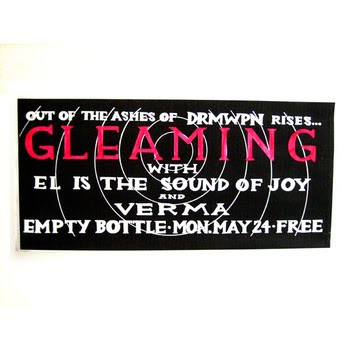 OUT OF THE ASHES OF DRMWPN RISES...
GLEAMING
WITH
EL IS THE SOUND OF JOY
AND
VERMA
EMPTY BOTTLE · MON. MAY 24 · FREE